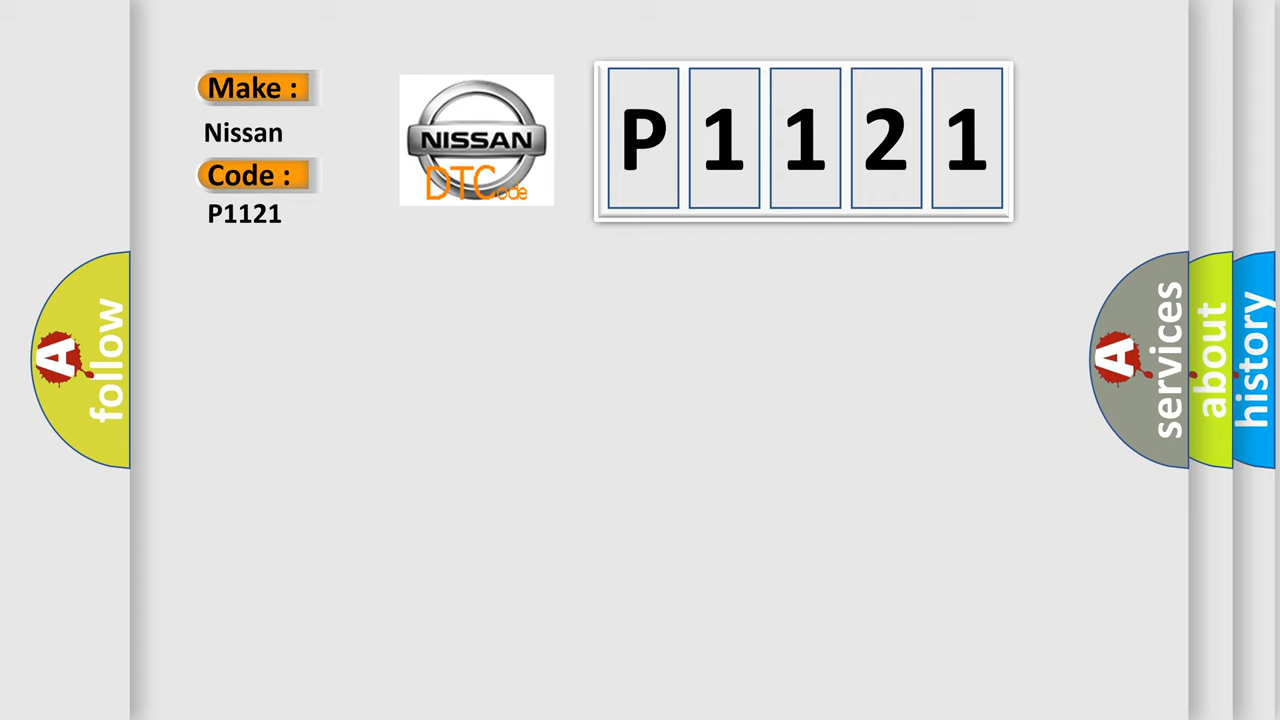 Make :
Nissan
Code :
P1121
NISSAN
DTCode
P 1 1 2 1
A follow
A services
about
history